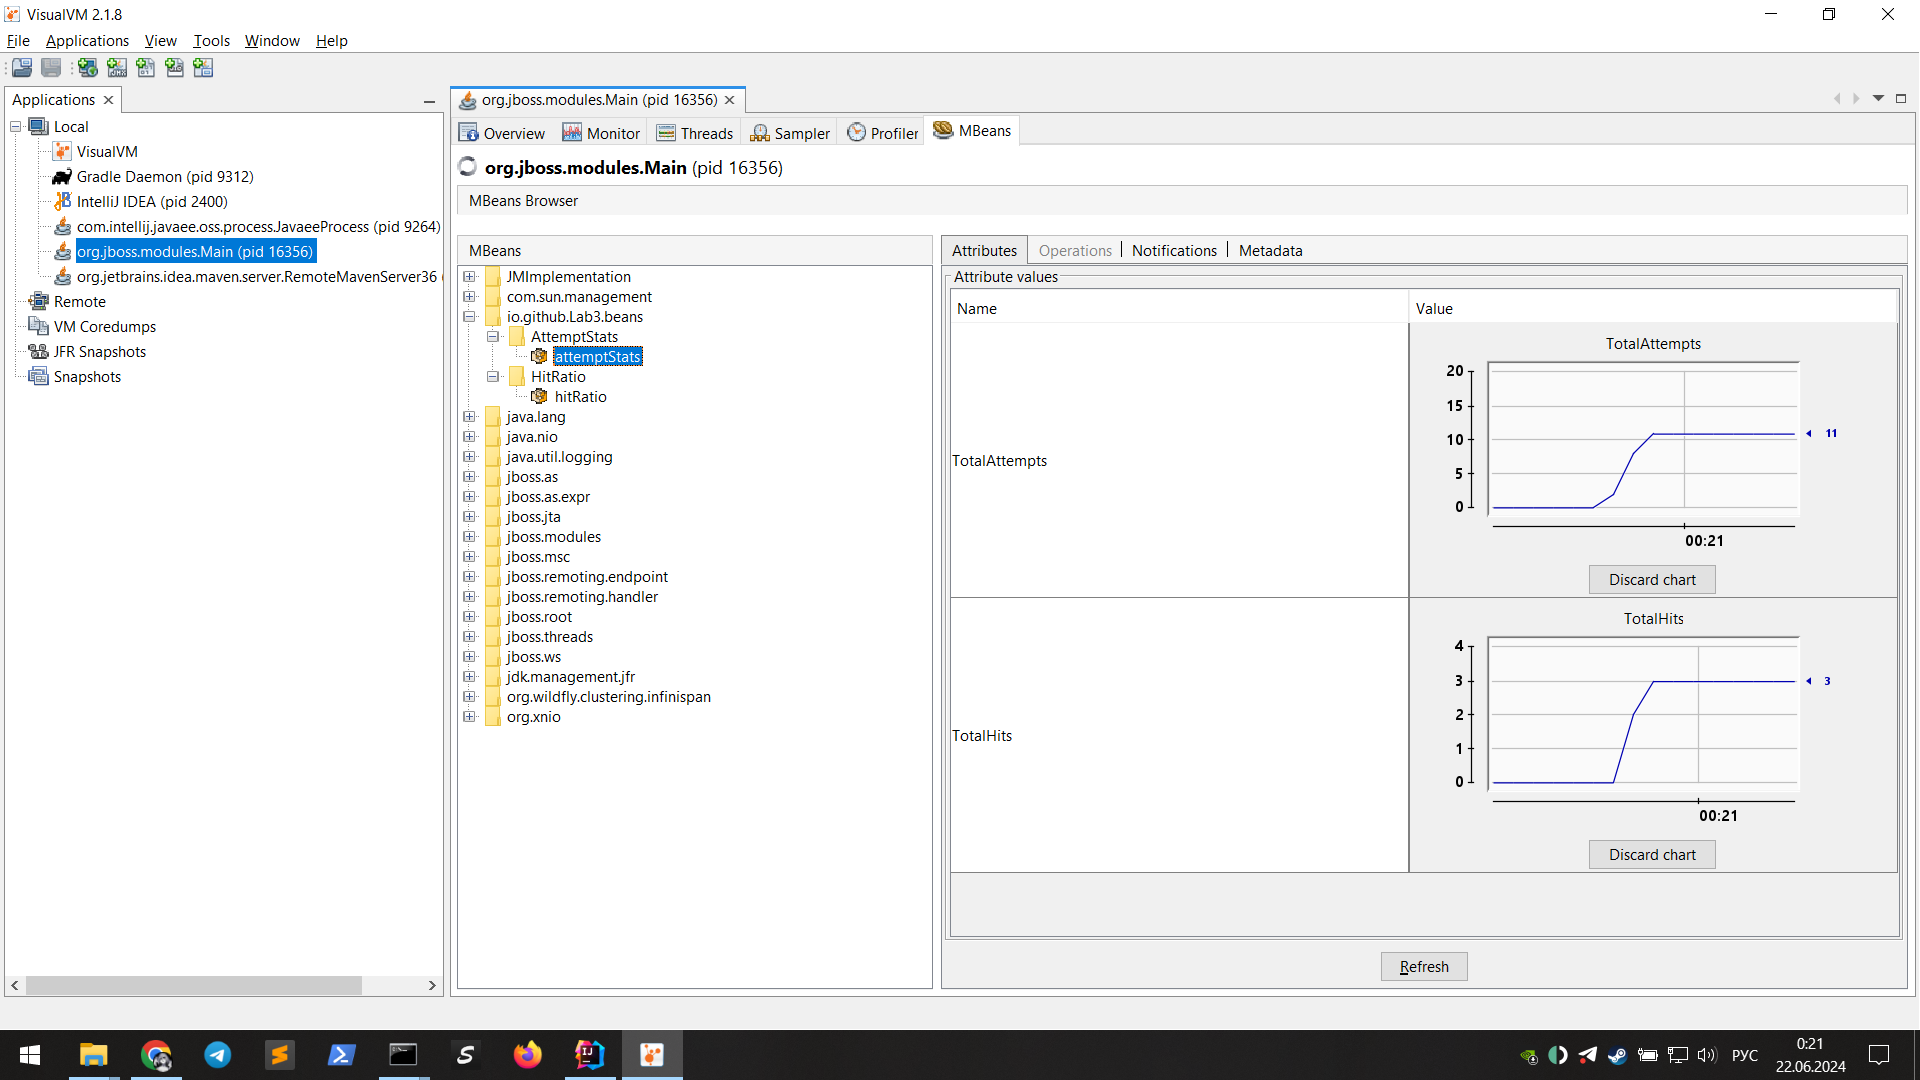 VisualVM 2.1.8
File Applications View Tools Window Help
Applications
Local
VisualVM
Gradle Daemon (pid 9312)
IntelliJ IDEA (pid 2400)
com.intellij.javaee.oss.process.JavaeeProcess (pid 9264)
org.jboss.modules.Main (pid 16356)
org.jetbrains.idea.maven.server.RemoteMavenServer36
Remote
VM Coredumps
JFR Snapshots
Snapshots
org.jboss.modules.Main (pid 16356)
Overview Monitor Threads Sampler Profiler MBeans
org.jboss.modules.Main (pid 16356)
MBeans Browser
MBeans
JMImplementation
com.sun.management
io.github.Lab3.beans
AttemptStats
attemptStats
HitRatio
hitRatio
java.lang
java.nio
java.util.logging
jboss.as
jboss.as.expr
jboss.jta
jboss.modules
jboss.msc
jboss.remoting.endpoint
jboss.remoting.handler
jboss.root
jboss.threads
jboss.ws
jdk.management.jfr
org.wildfly.clustering.infinispan
org.xnio
Attributes Operations Notifications Metadata
Attribute values
Name Value
TotalAttempts
TotalAttempts
20
15
10
5
0
11
00:21
Discard chart
TotalHits
TotalHits
4
3
2
1
0
3
00:21
Discard chart
Refresh
РУС
0:21
22.06.2024